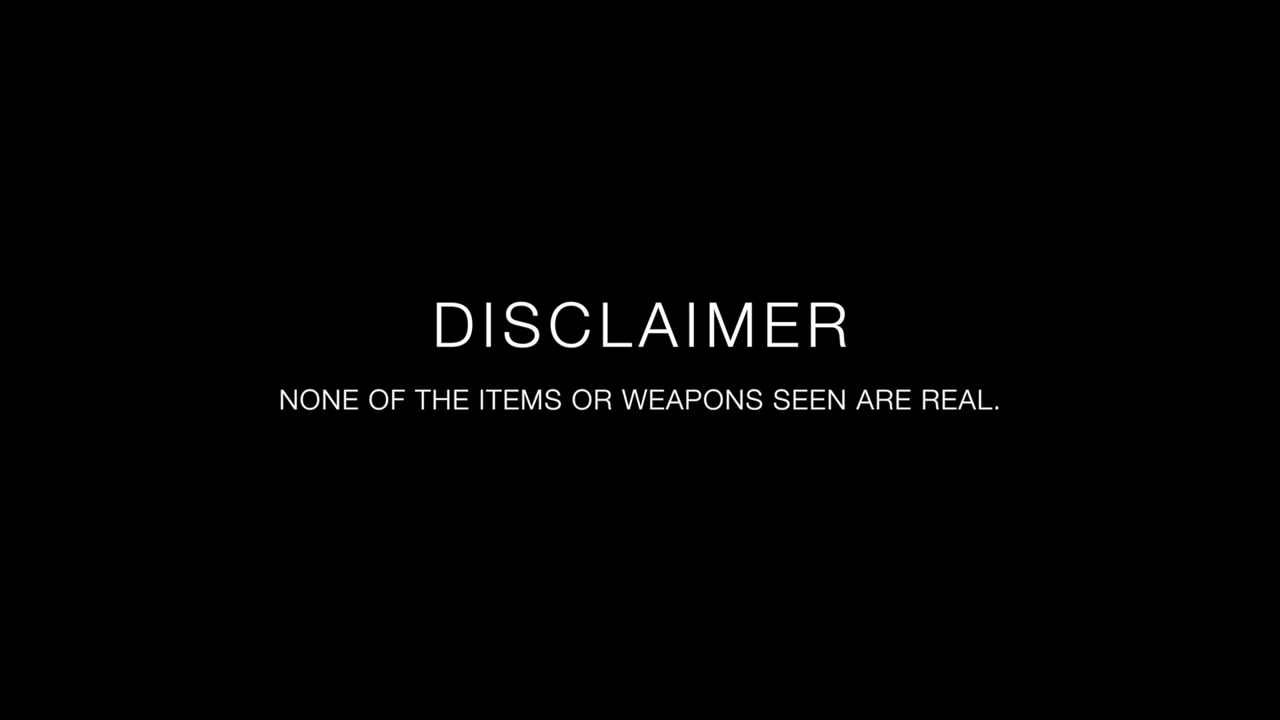 DISCLAIMER
NONE OF THE ITEMS OR WEAPONS SEEN ARE REAL.